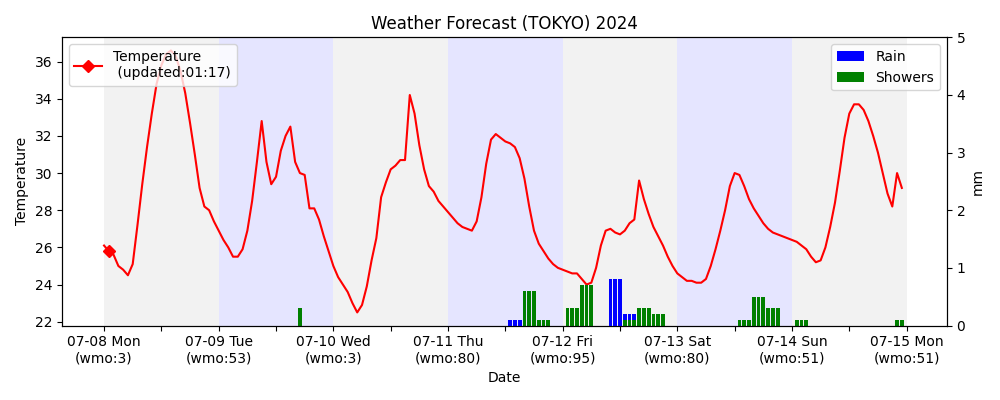 Weather Forecast (TOKYO) 2024
Temperature
(updated:01:17)
Rain
Showers
36
34
32
30
28
26
24
22
Temperature
5
4
3
2
1
0
mm
07-08 Mon
(wmo:3)
07-09 Tue
(wmo:53)
07-10 Wed
(wmo:3)
07-11 Thu
(wmo:80)
07-12 Fri
(wmo:95)
07-13 Sat
(wmo:80)
07-14 Sun
(wmo:51)
07-15 Mon
(wmo:51)
Date